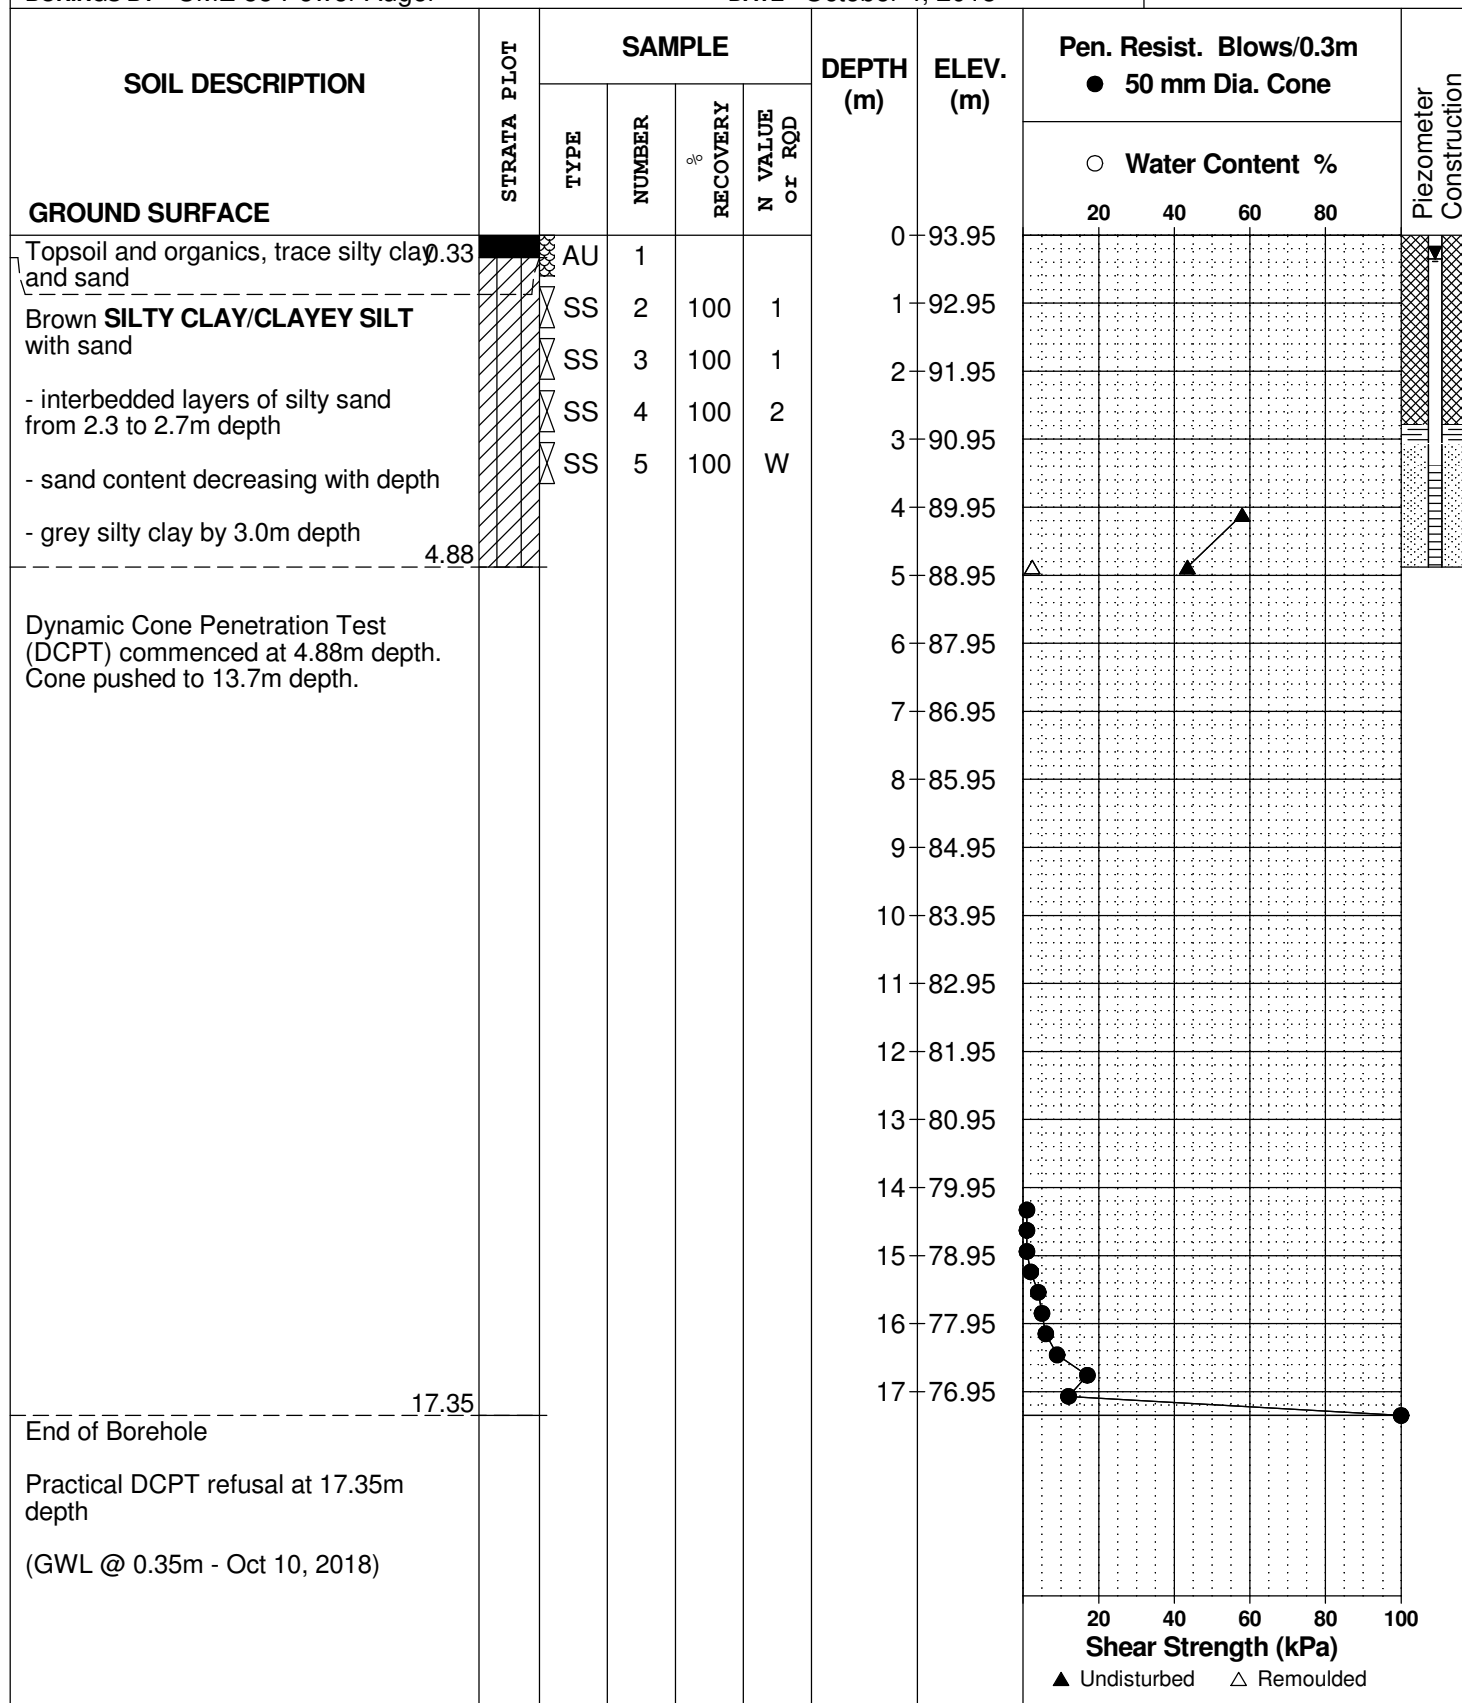 SOIL DESCRIPTION
GROUND SURFACE
STRATA PLOT
SAMPLE
TYPE
NUMBER
% RECOVERY
N VALUE
or RQD
DEPTH
(m)
ELEV.
(m)
Pen. Resist. Blows/0.3m
● 50 mm Dia. Cone
○ Water Content %
20 40 60 80
Piezometer
Construction
Topsoil and organics, trace silty clay 0.33
and sand
Brown SILTY CLAY/CLAYEY SILT
with sand
- interbedded layers of silty sand
from 2.3 to 2.7m depth
- sand content decreasing with depth
- grey silty clay by 3.0m depth
4.88
Dynamic Cone Penetration Test
(DCPT) commenced at 4.88m depth.
Cone pushed to 13.7m depth.
17.35
End of Borehole
Practical DCPT refusal at 17.35m
depth
(GWL @ 0.35m - Oct 10, 2018)
AU 1
SS 2 100 1
SS 3 100 1
SS 4 100 2
SS 5 100 W
0 93.95
1 92.95
2 91.95
3 90.95
4 89.95
5 88.95
6 87.95
7 86.95
8 85.95
9 84.95
10 83.95
11 82.95
12 81.95
13 80.95
14 79.95
15 78.95
16 77.95
17 76.95
20 40 60 80 100
Shear Strength (kPa)
▲ Undisturbed △ Remoulded